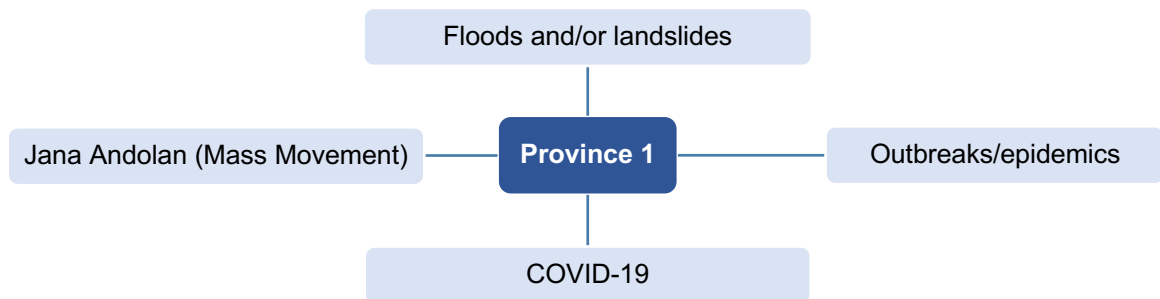 Floods and/or landslides
Jana Andolan (Mass Movement)
Province 1
Outbreaks/epidemics
COVID-19